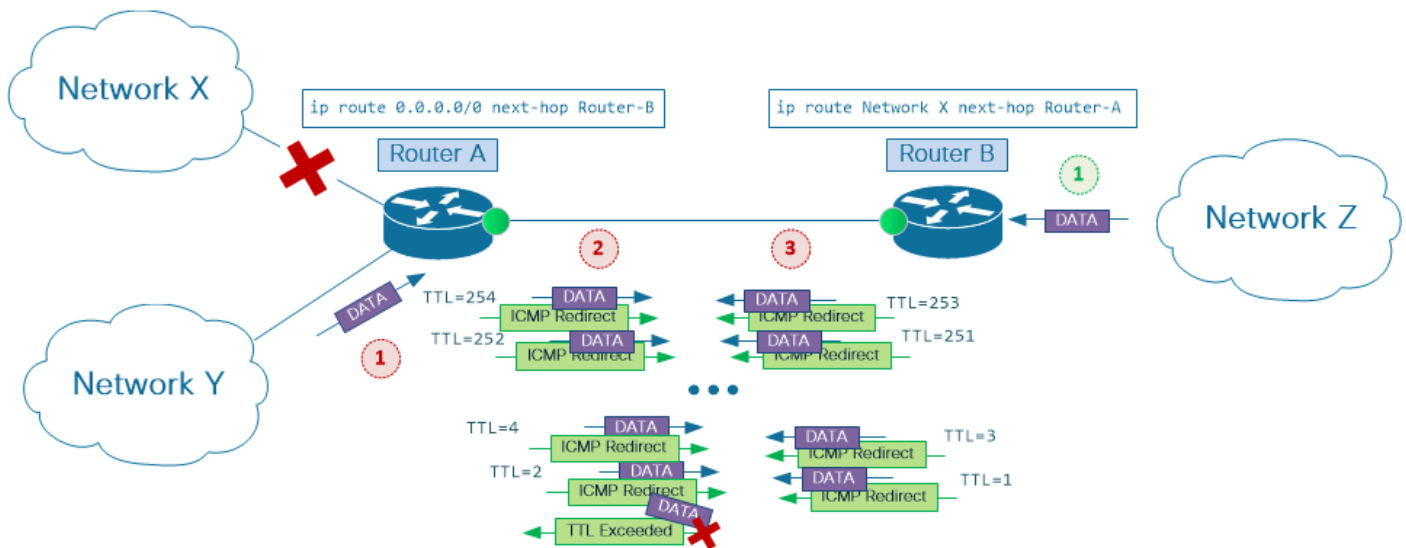 Network X
ip route 0.0.0.0/0 next-hop Router-B
ip route Network X next-hop Router-A
Router A
Router B
1
DATA
Network Z
2
3
DATA
1
Network Y
TTL=254
DATA
ICMP Redirect
TTL=252
DATA
ICMP Redirect
DATA
TTL=253
ICMP Redirect
DATA
TTL=251
ICMP Redirect
TTL=4
DATA
ICMP Redirect
TTL=2
DATA
ICMP Redirect
DATA
TTL Exceeded
DATA
TTL=3
ICMP Redirect
DATA
TTL=1
ICMP Redirect